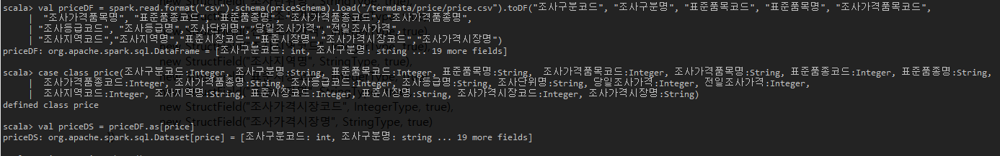 scala> val priceDF = spark.read.format("csv").schema(priceSchema).load("/termdata/price/price.csv").toDF("조사구분코드", "조사구분명", "표준품목코드", "표준품목명", "조사가격품목코드",
| "조사가격품목명", "표준품종코드", "표준품종명", "조사가격품종코드", "조사가격품종명",
| "조사등급코드", "조사등급명","조사단위명","당일조사가격","전일조사가격",
| "조사지역코드","조사지역명","표준시장코드","표준시장명","조사가격시장코드","조사가격시장명")
priceDF: org.apache.spark.sql.DataFrame = [조사구분코드: int, 조사구분명: string ... 19 more fields]
new StructField("조사지역명", StringType, true),
scala> case class price(조사구분코드:Integer, 조사구분명:String, 표준품목코드:Integer, 표준품목명:String, 조사가격품목코드:Integer, 조사가격품목명:String, 표준품종코드:Integer, 표준품종명:String,
| 조사가격품종코드:Integer, 조사가격품종명:String, 조사등급코드:Integer, 조사등급명:String, 조사단위명:String, 당일조사가격:Integer, 전일조사가격:Integer,
| 조사지역코드:Integer, 조사지역명:String, 표준시장코드:Integer, 표준시장명:String, 조사가격시장코드:Integer, 조사가격시장명:String)
defined class price
new StructField("조사가격시장코드", IntegerType, true),
new StructField("조사가격시장명", StringType, true)
scala> val priceDS = priceDF.as[price]
priceDS: org.apache.spark.sql.Dataset[price] = [조사구분코드: int, 조사구분명: string ... 19 more fields]